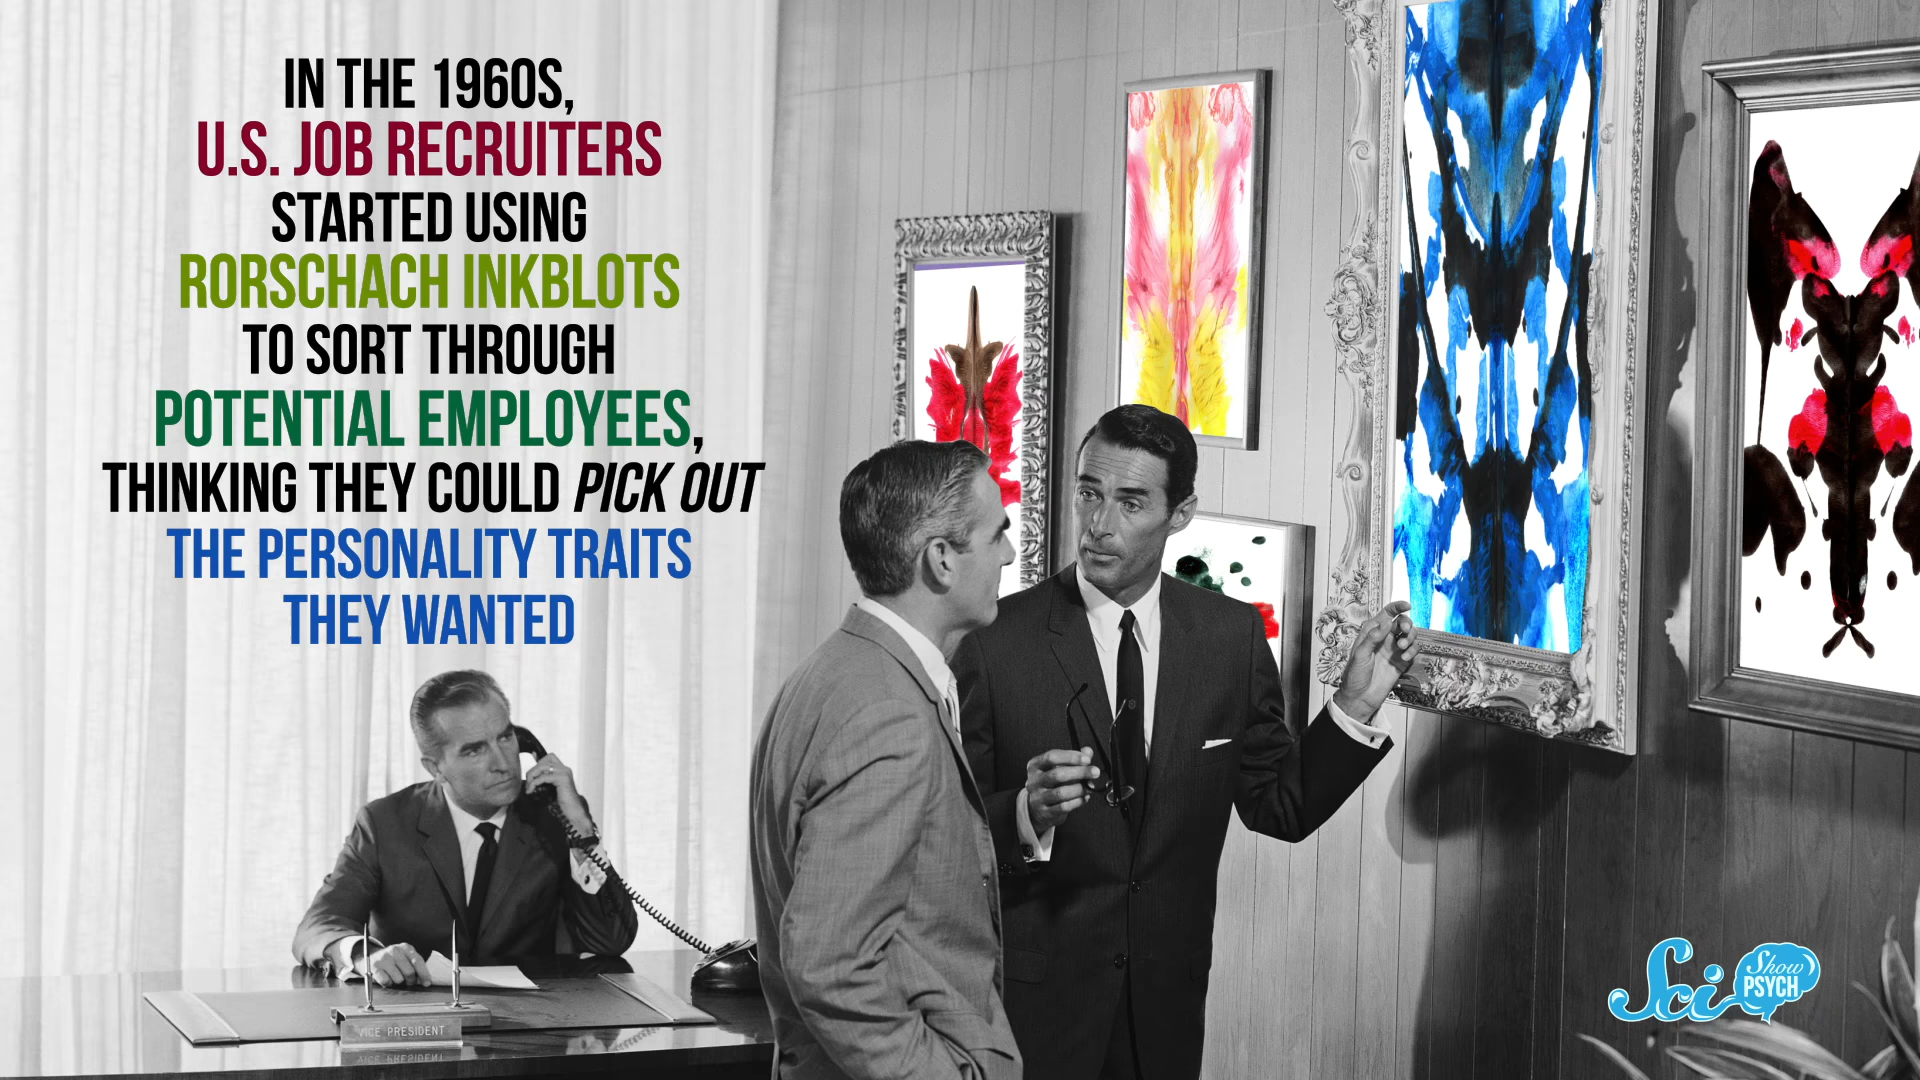 IN THE 1960S,
U.S. JOB RECRUITERS
STARTED USING
RORSCHACH INKBLOTS
TO SORT THROUGH
POTENTIAL EMPLOYEES,
THINKING THEY COULD PICK OUT
THE PERSONALITY TRAITS
THEY WANTED
VICE PRESIDENT
Sci Show
PSYCH